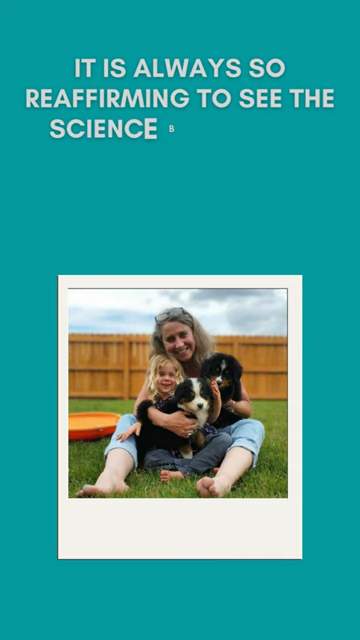 IT IS ALWAYS SO
REAFFIRMING TO SEE THE
SCIENCE B